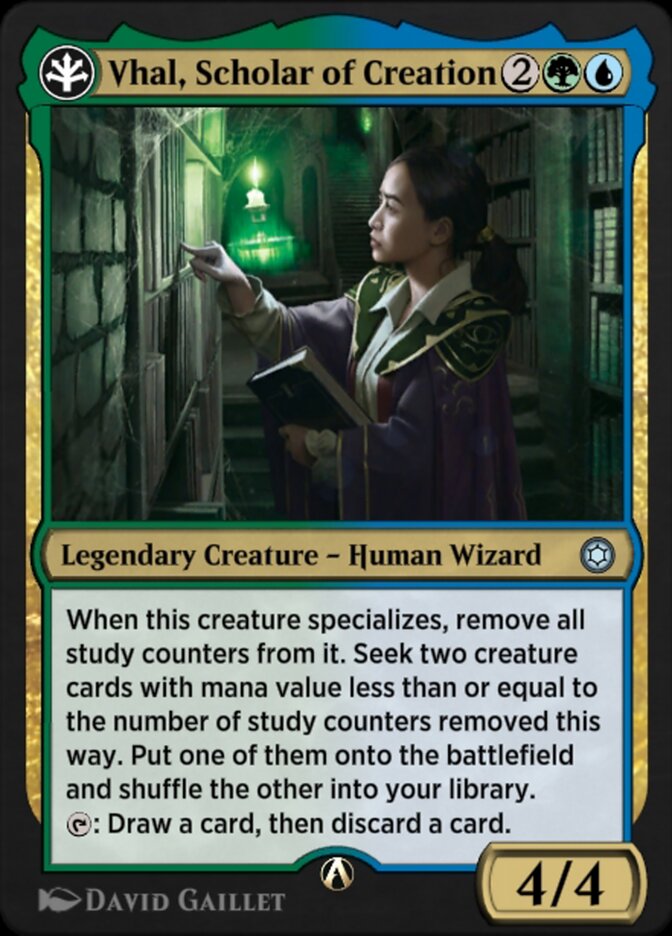 Vhal, Scholar of Creation 2
Legendary Creature – Human Wizard
When this creature specializes, remove all
study counters from it. Seek two creature
cards with mana value less than or equal to
the number of study counters removed this
way. Put one of them onto the battlefield
and shuffle the other into your library.
: Draw a card, then discard a card.
4/4
DAVID GAILLET